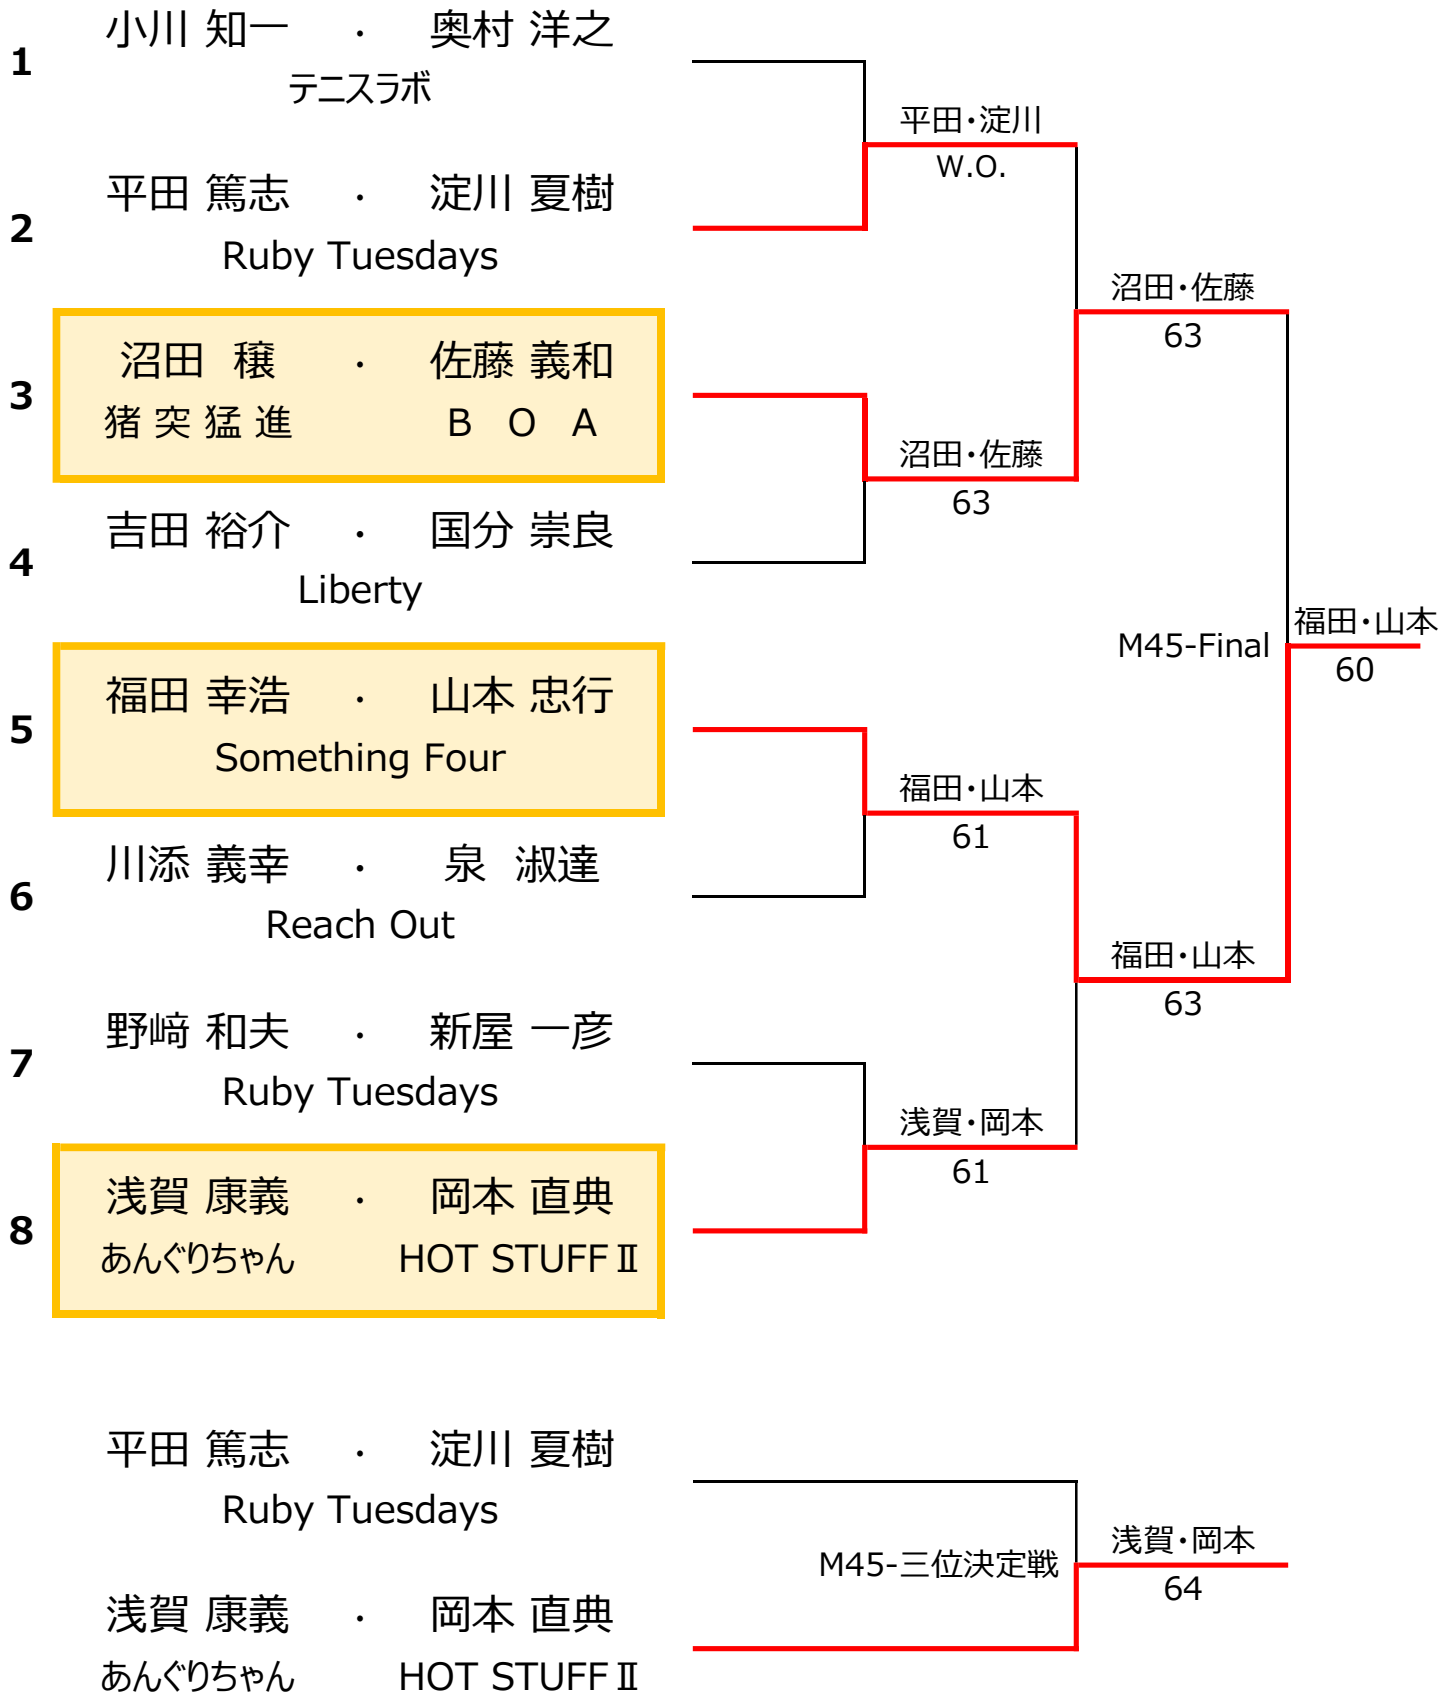 1
小川 知一 ・ 奥村 洋之
テニスラボ
2
平田 篤志 ・ 淀川 夏樹
Ruby Tuesdays
3
沼田 穣 ・ 佐藤 義和
猪 突 猛 進 B O A
4
吉田 裕介 ・ 国分 崇良
Liberty
5
福田 幸浩 ・ 山本 忠行
Something Four
6
川添 義幸 ・ 泉 淑達
Reach Out
7
野﨑 和夫 ・ 新屋 一彦
Ruby Tuesdays
8
浅賀 康義 ・ 岡本 直典
あんぐりちゃん HOT STUFFⅡ
平田・淀川
W.O.
沼田・佐藤
63
福田・山本
61
浅賀・岡本
61
沼田・佐藤
63
福田・山本
63
M45-Final
福田・山本
60
平田 篤志 ・ 淀川 夏樹
Ruby Tuesdays
浅賀 康義 ・ 岡本 直典
あんぐりちゃん HOT STUFFⅡ
M45-三位決定戦
浅賀・岡本
64